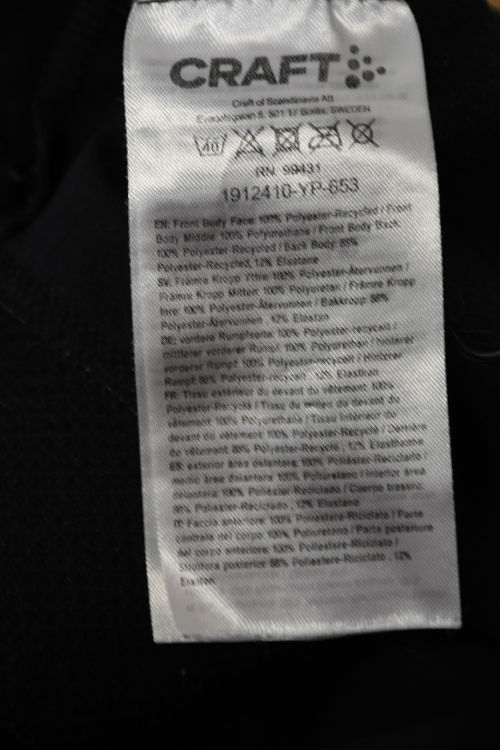 CRAFT
Craft of Scandinavia AB
Evedalsgatan 5, 501 17 Borås, SWEDEN
40
RN 99431
1912410-YP-653
EN: Front Body Face: 100% Polyester-Recycled / Front
Body Middle: 100% Polyurethane / Front Body Back:
100% Polyester Recycled / Back Body: 88%
Polyester-Recycled, 12% Elastane
SV: Främre Kropp Yttre: 100% Polyester-Återvunnen /
Främre Kropp Mitten: 100% Polyuretan / Främre Kropp
Inre: 100% Polyester-Återvunnen / Bakkropp: 88%
Polyester-Återvunnen , 12% Elastan
DE: vordere Rumpfseite: 100% Polyester-recycelt /
mittlerer vorderer Rumpf: 100% Polyurethan / hinterer
vorderer Rumpf: 100% Polyester-recycelt / Hinterer
Rumpf: 88% Polyester-recycelt , 12% Elasthan
FR: Tissu extérieur du devant du vêtement: 100%
Polyester-Recyclé / Tissu du milieu du devant du
vêtement: 100% Polyurethane / Tissu intérieur du
devant du vêtement: 100% Polyester-Recyclé / Derrière
du vêtement: 88% Polyester-Recyclé , 12% Elasthanne
ES: exterior área delantera: 100% Poliéster-Reciclado /
medio área delantera: 100% Poliuretano / interior área
delantera: 100% Poliéster-Reciclado / Cuerpo trasero:
88% Poliéster-Reciclado , 12% Elastano
IT: Faccia anteriore: 100% Poliestere-Riciclato / Parte
centrale del corpo: 100% Poliuretano / Parte posteriore
del corpo anteriore: 100% Poliestere-Riciclato /
Struttura posteriore: 88% Poliestere-Riciclato , 12%
Elastan